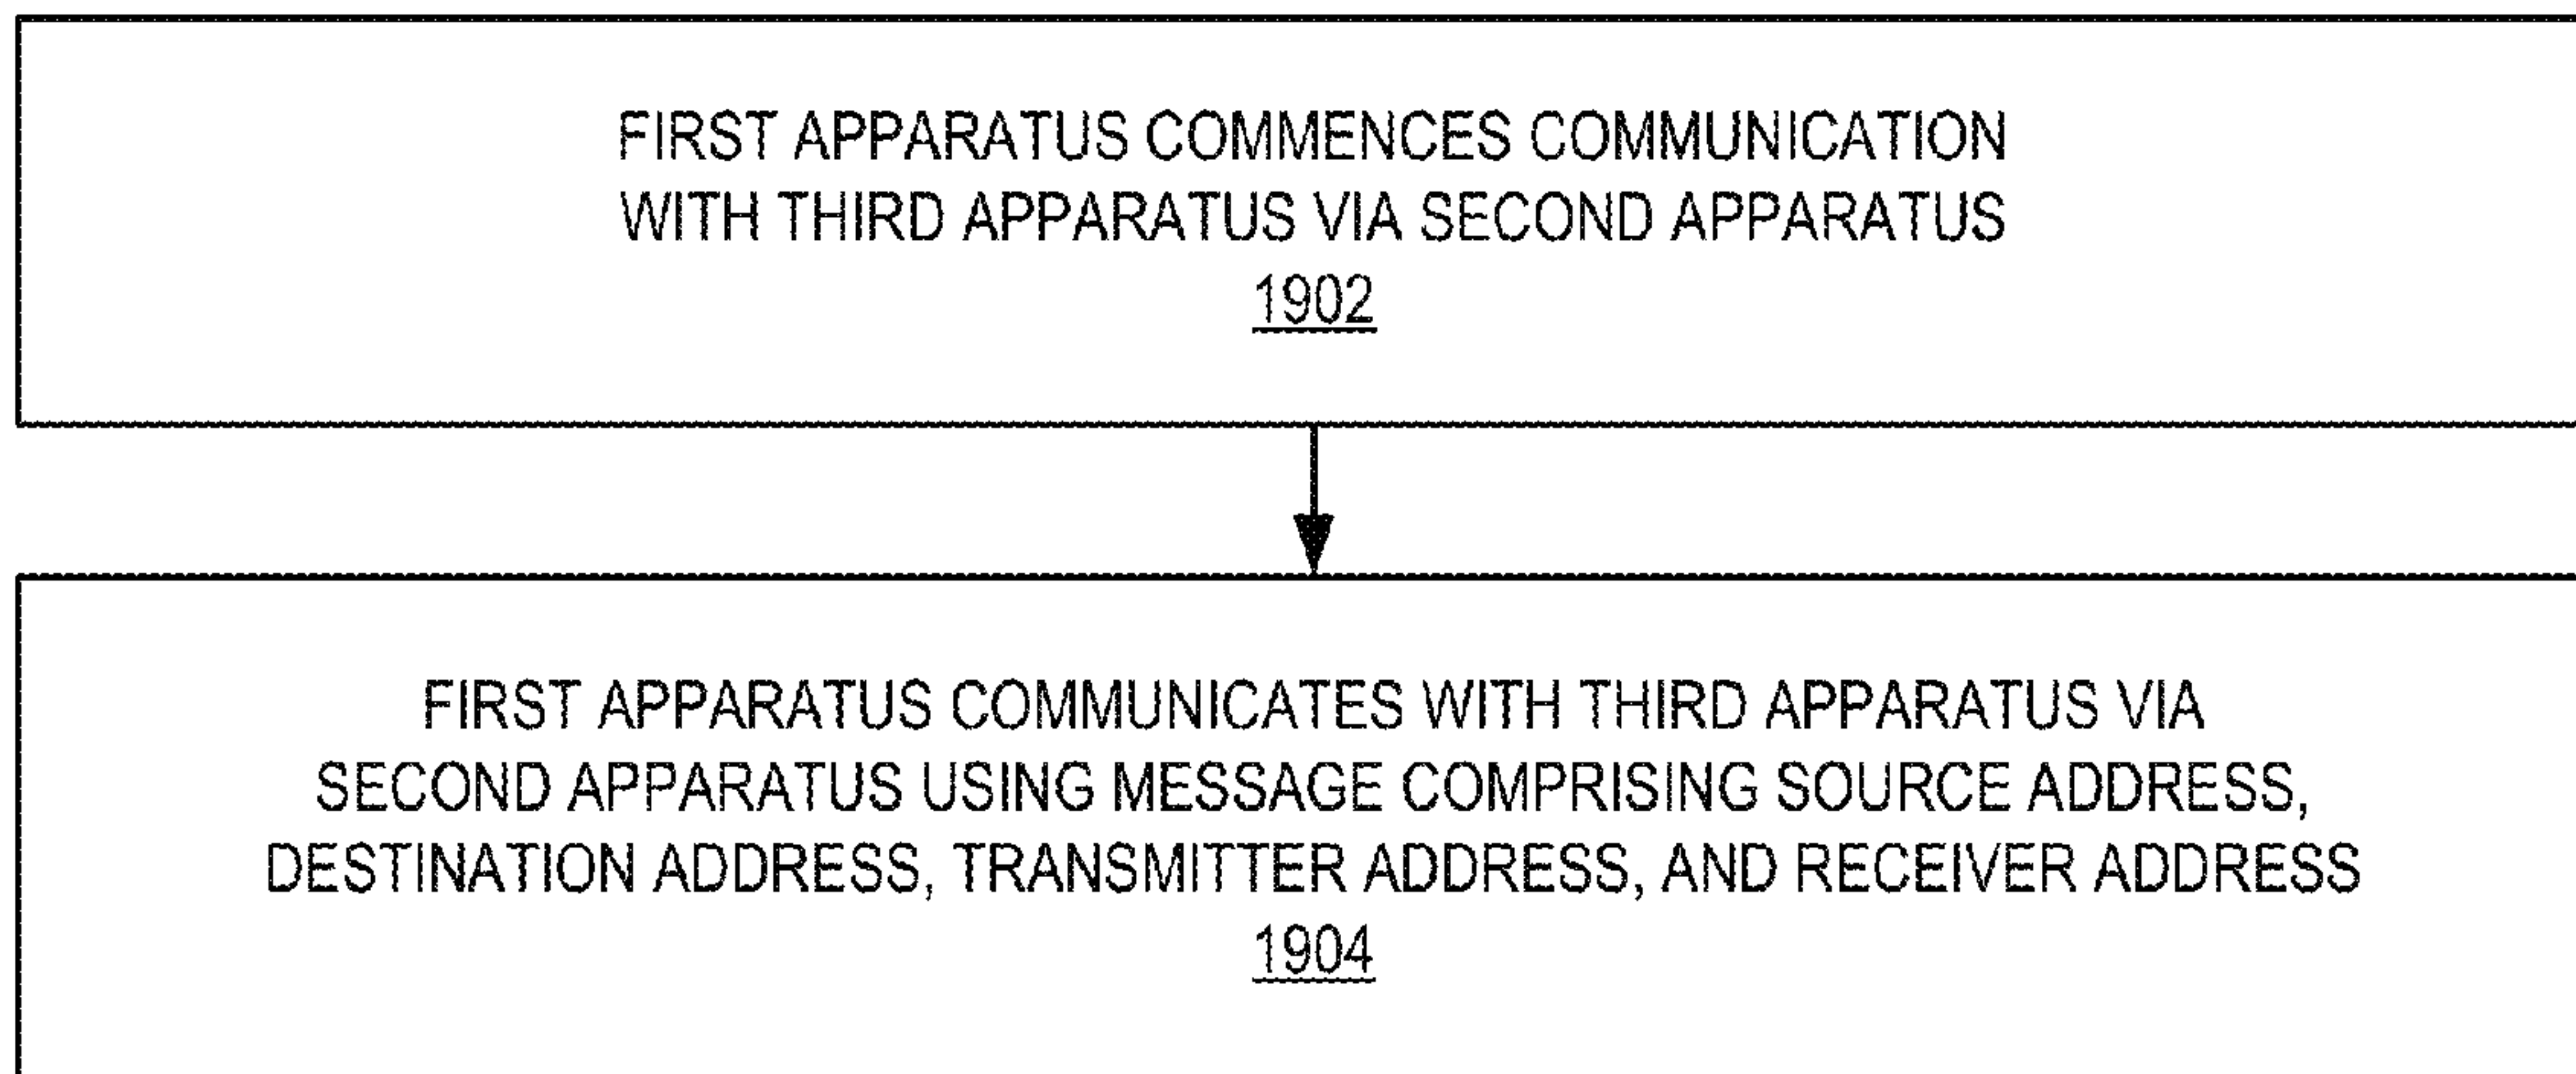 FIRST APPARATUS COMMENCES COMMUNICATION
WITH THIRD APPARATUS VIA SECOND APPARATUS
1902
FIRST APPARATUS COMMUNICATES WITH THIRD APPARATUS VIA
SECOND APPARATUS USING MESSAGE COMPRISING SOURCE ADDRESS,
DESTINATION ADDRESS, TRANSMITTER ADDRESS, AND RECEIVER ADDRESS
1904